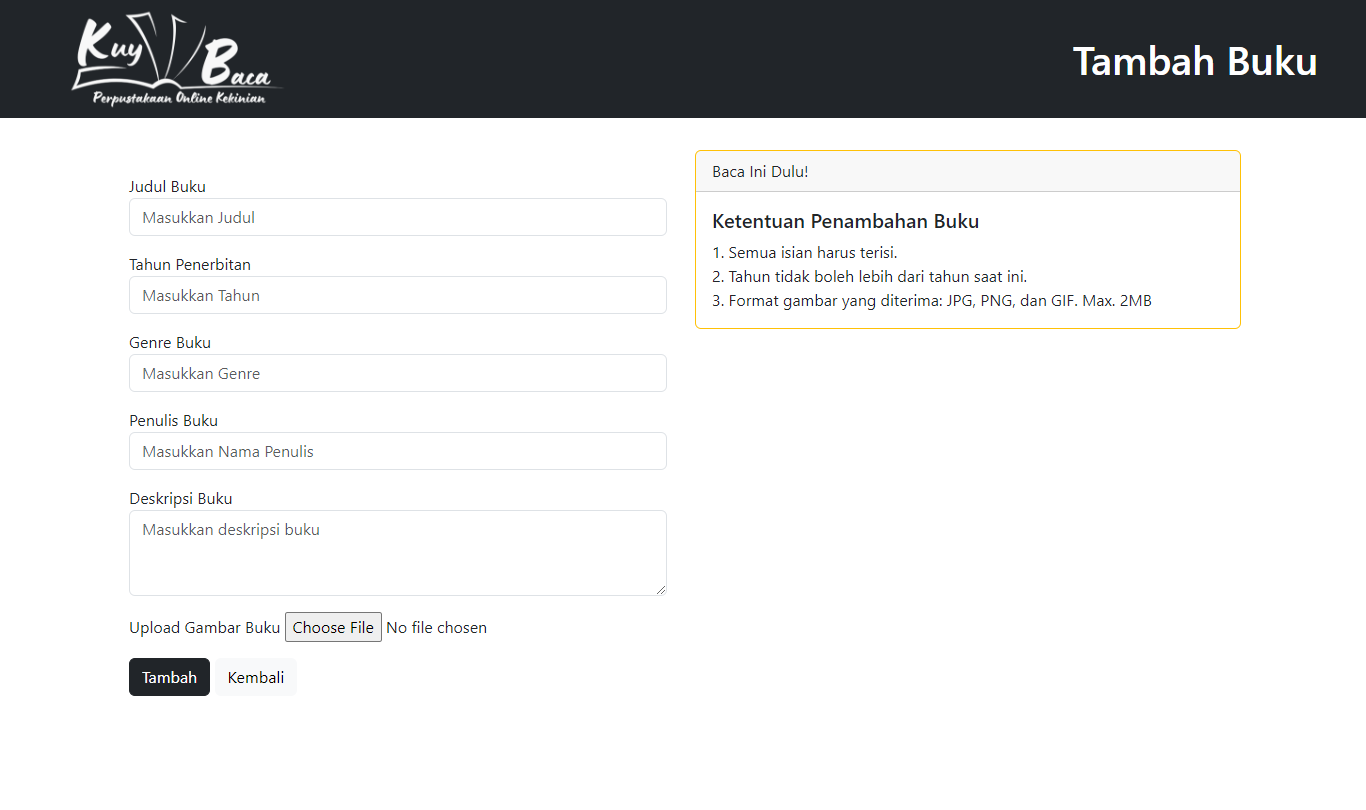 Kuy Baca
Perpustakaan Online Kekinian
Tambah Buku
Judul Buku
Masukkan Judul
Tahun Penerbitan
Masukkan Tahun
Genre Buku
Masukkan Genre
Penulis Buku
Masukkan Nama Penulis
Deskripsi Buku
Masukkan deskripsi buku
Upload Gambar Buku Choose File No file chosen
Tambah Kembali
Baca Ini Dulu!
Ketentuan Penambahan Buku
1. Semua isian harus terisi.
2. Tahun tidak boleh lebih dari tahun saat ini.
3. Format gambar yang diterima: JPG, PNG, dan GIF. Max. 2MB